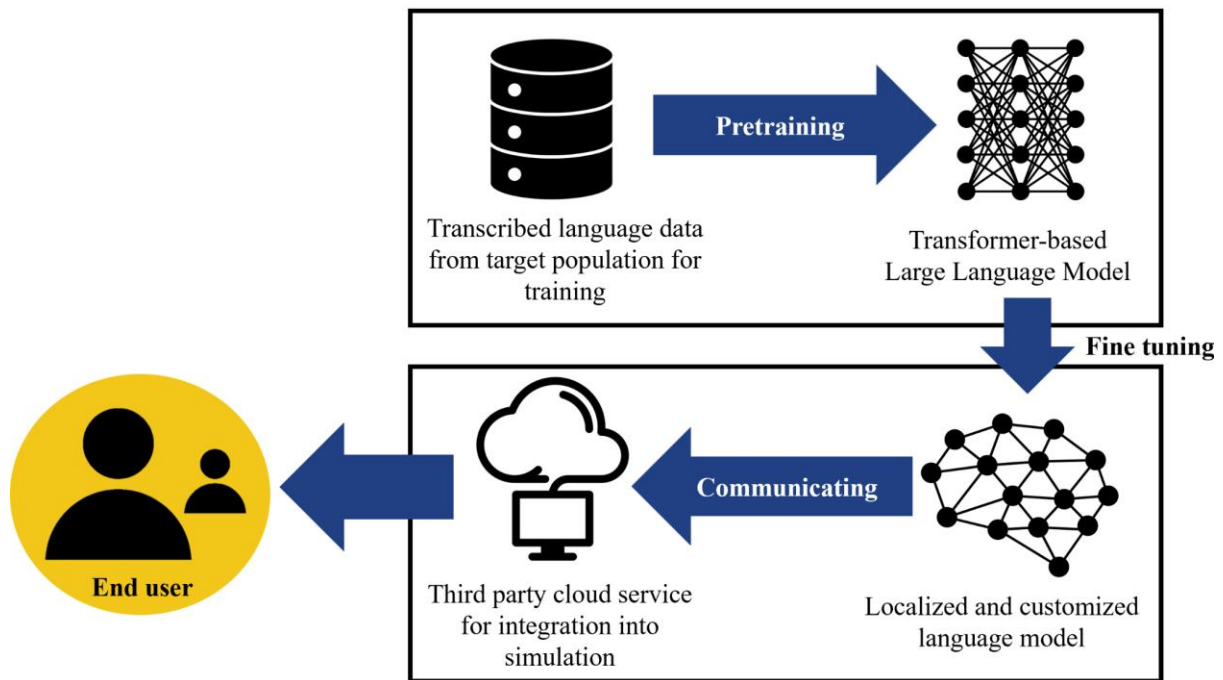 Pretraining
Transcribed language data
from target population for
training
Transformer-based
Large Language Model
Fine tuning
Communicating
Localized and customized
language model
Third party cloud service
for integration into
simulation
End user